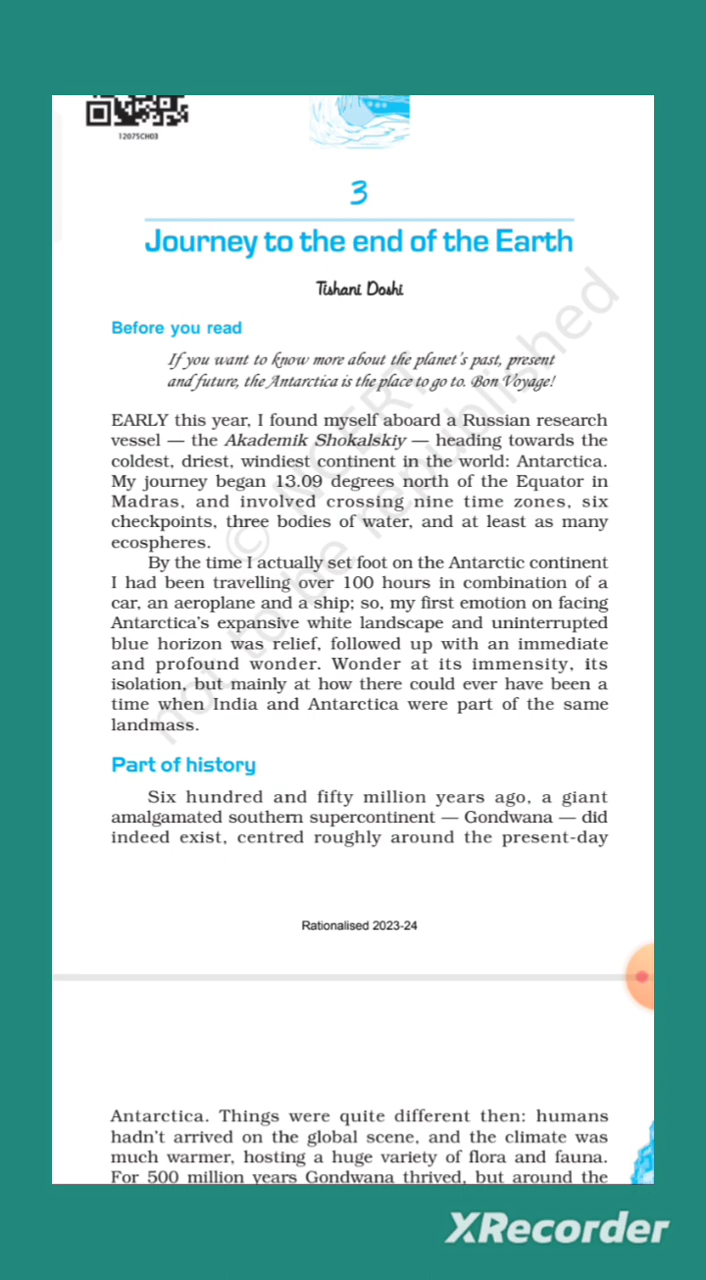 12075CH03
3
Journey to the end of the Earth
Tishani Doshi
Before you read
If you want to know more about the planet's past, present
and future, the Antarctica is the place to go to. Bon Voyage!
EARLY this year, I found myself aboard a Russian research
vessel — the Akademik Shokalskiy — heading towards the
coldest, driest, windiest continent in the world: Antarctica.
My journey began 13.09 degrees north of the Equator in
Madras, and involved crossing nine time zones, six
checkpoints, three bodies of water, and at least as many
ecospheres.
By the time I actually set foot on the Antarctic continent
I had been travelling over 100 hours in combination of a
car, an aeroplane and a ship; so, my first emotion on facing
Antarctica's expansive white landscape and uninterrupted
blue horizon was relief, followed up with an immediate
and profound wonder. Wonder at its immensity, its
isolation, but mainly at how there could ever have been a
time when India and Antarctica were part of the same
landmass.
Part of history
Six hundred and fifty million years ago, a giant
amalgamated southern supercontinent — Gondwana — did
indeed exist, centred roughly around the present-day
© NCERT
not to be republished
Rationalised 2023-24
Antarctica. Things were quite different then: humans
hadn't arrived on the global scene, and the climate was
much warmer, hosting a huge variety of flora and fauna.
For 500 million years Gondwana thrived, but around the
XRecorder